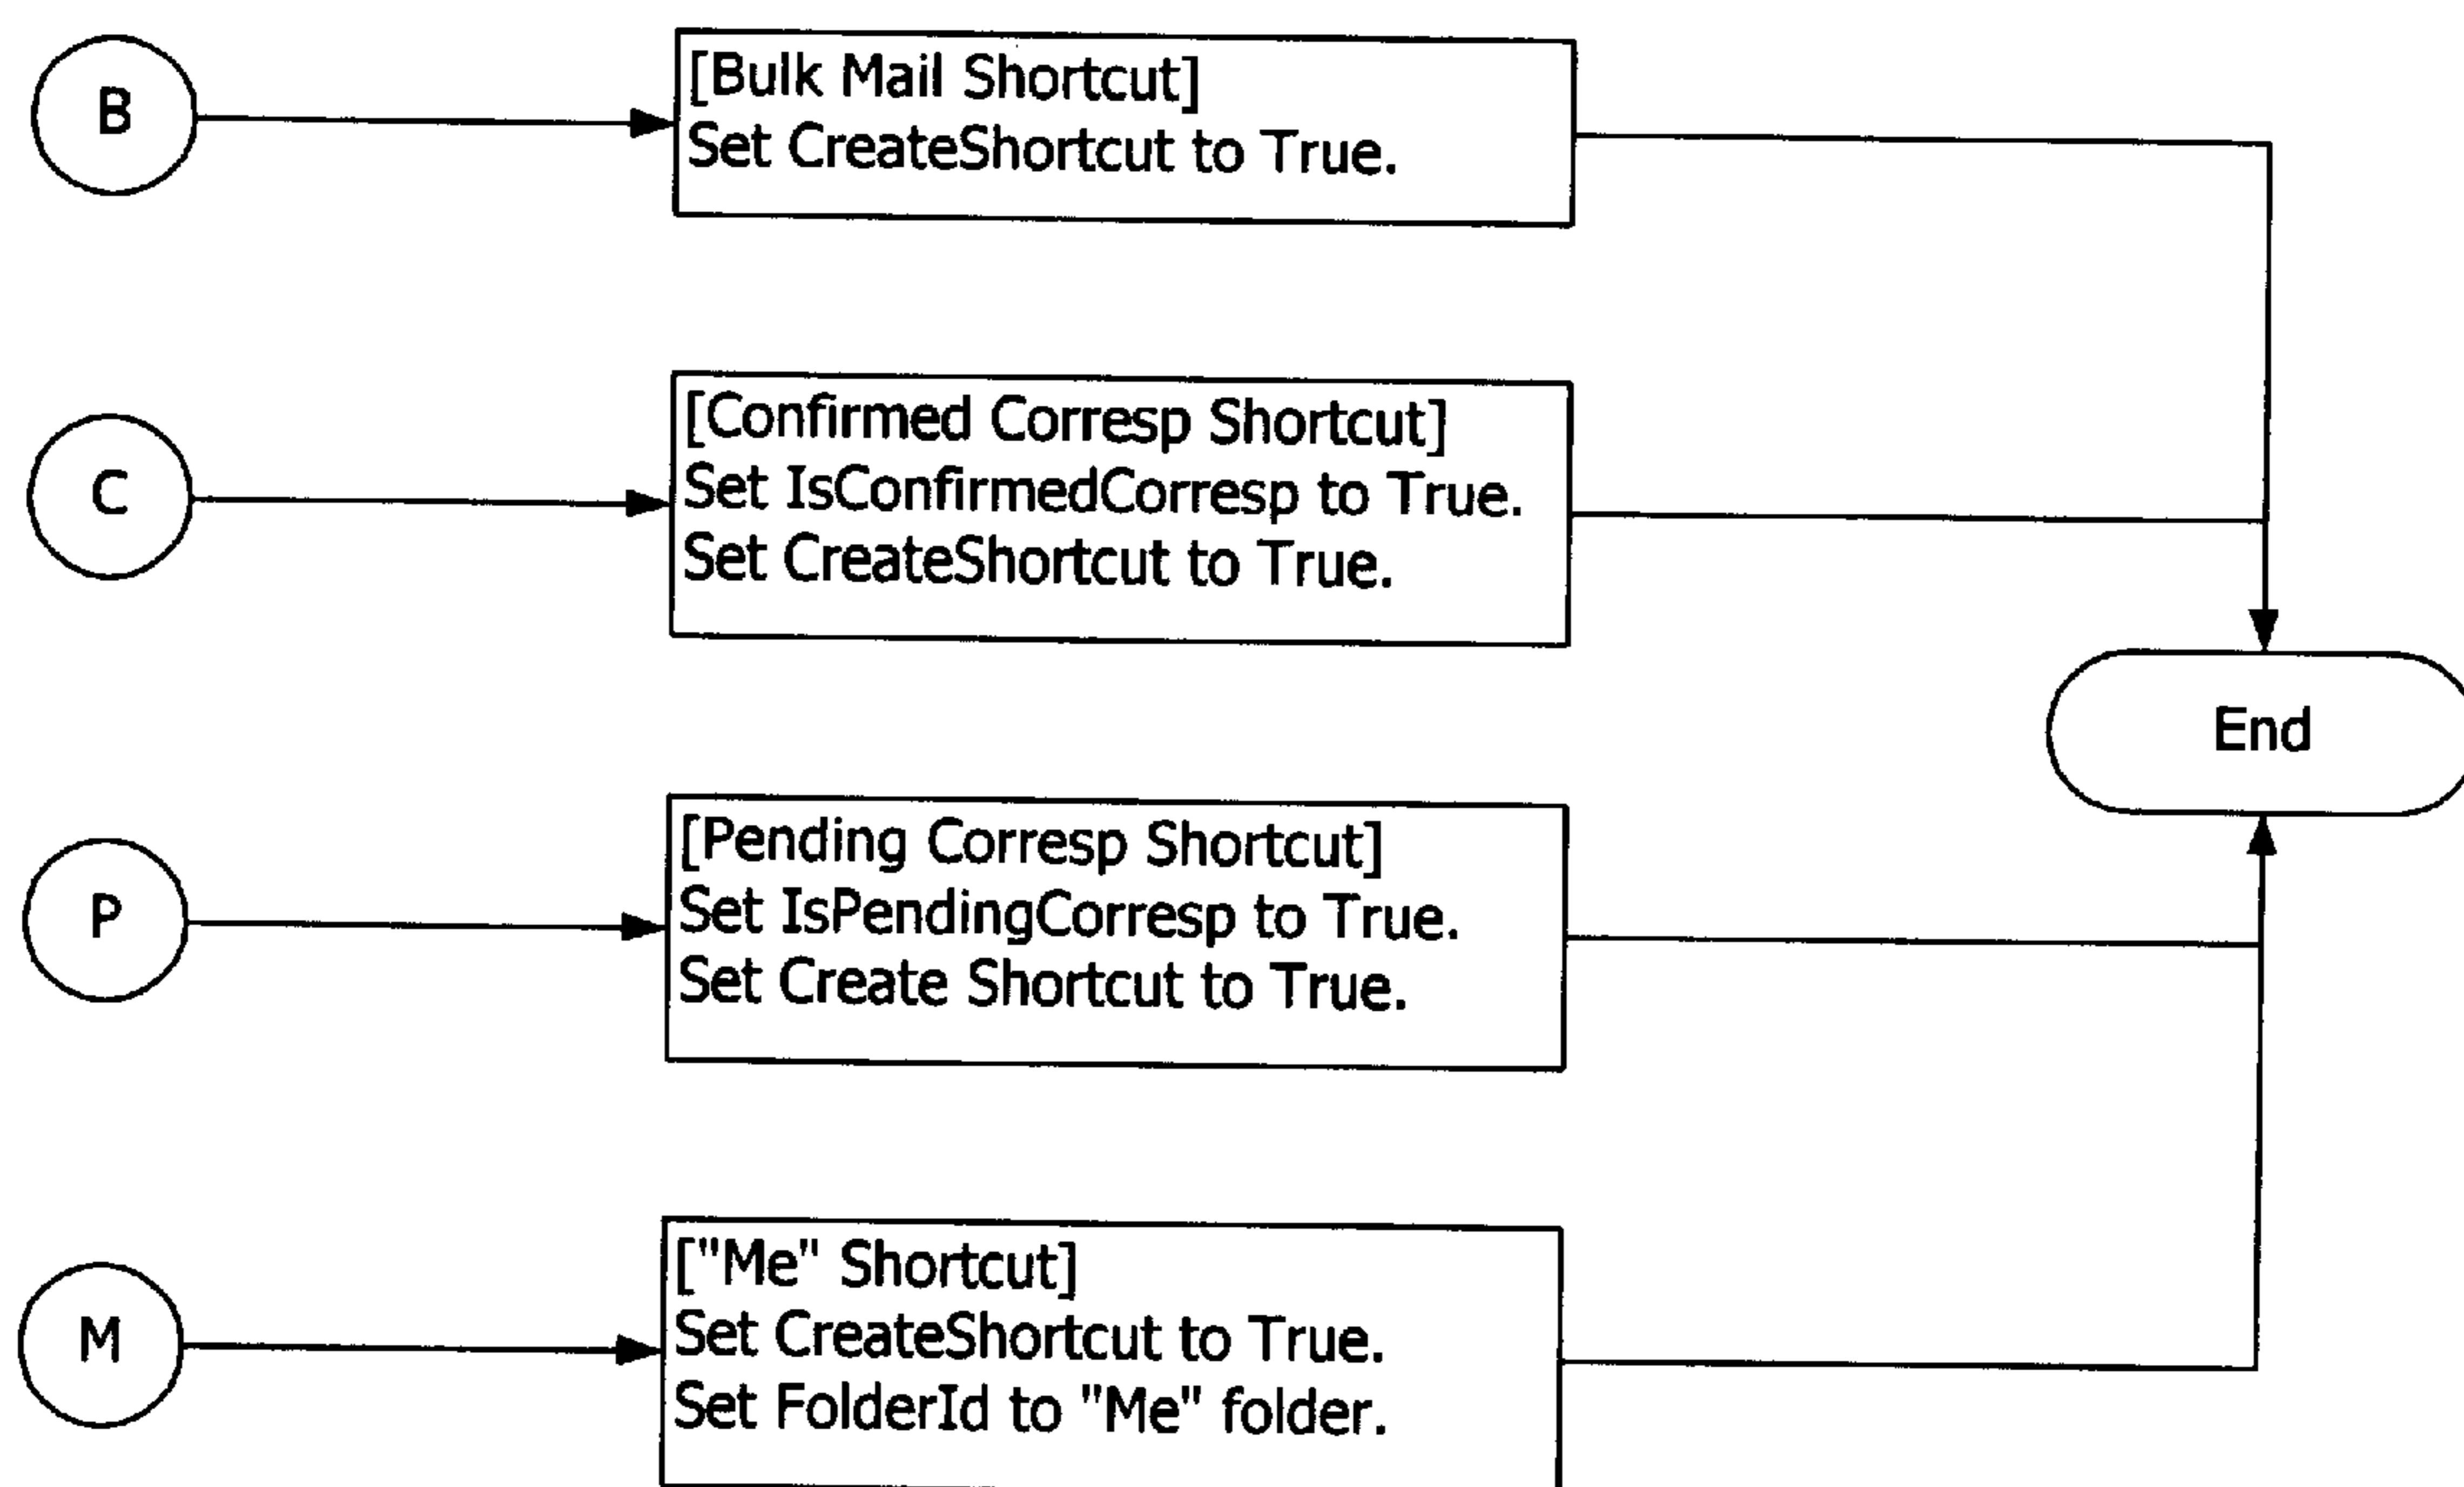 B
[Bulk Mail Shortcut]
Set CreateShortcut to True.
C
[Confirmed Corresp Shortcut]
Set IsConfirmedCorresp to True.
Set CreateShortcut to True.
End
P
[Pending Corresp Shortcut]
Set IsPendingCorresp to True.
Set Create Shortcut to True.
M
["Me" Shortcut]
Set CreateShortcut to True.
Set FolderId to "Me" folder.